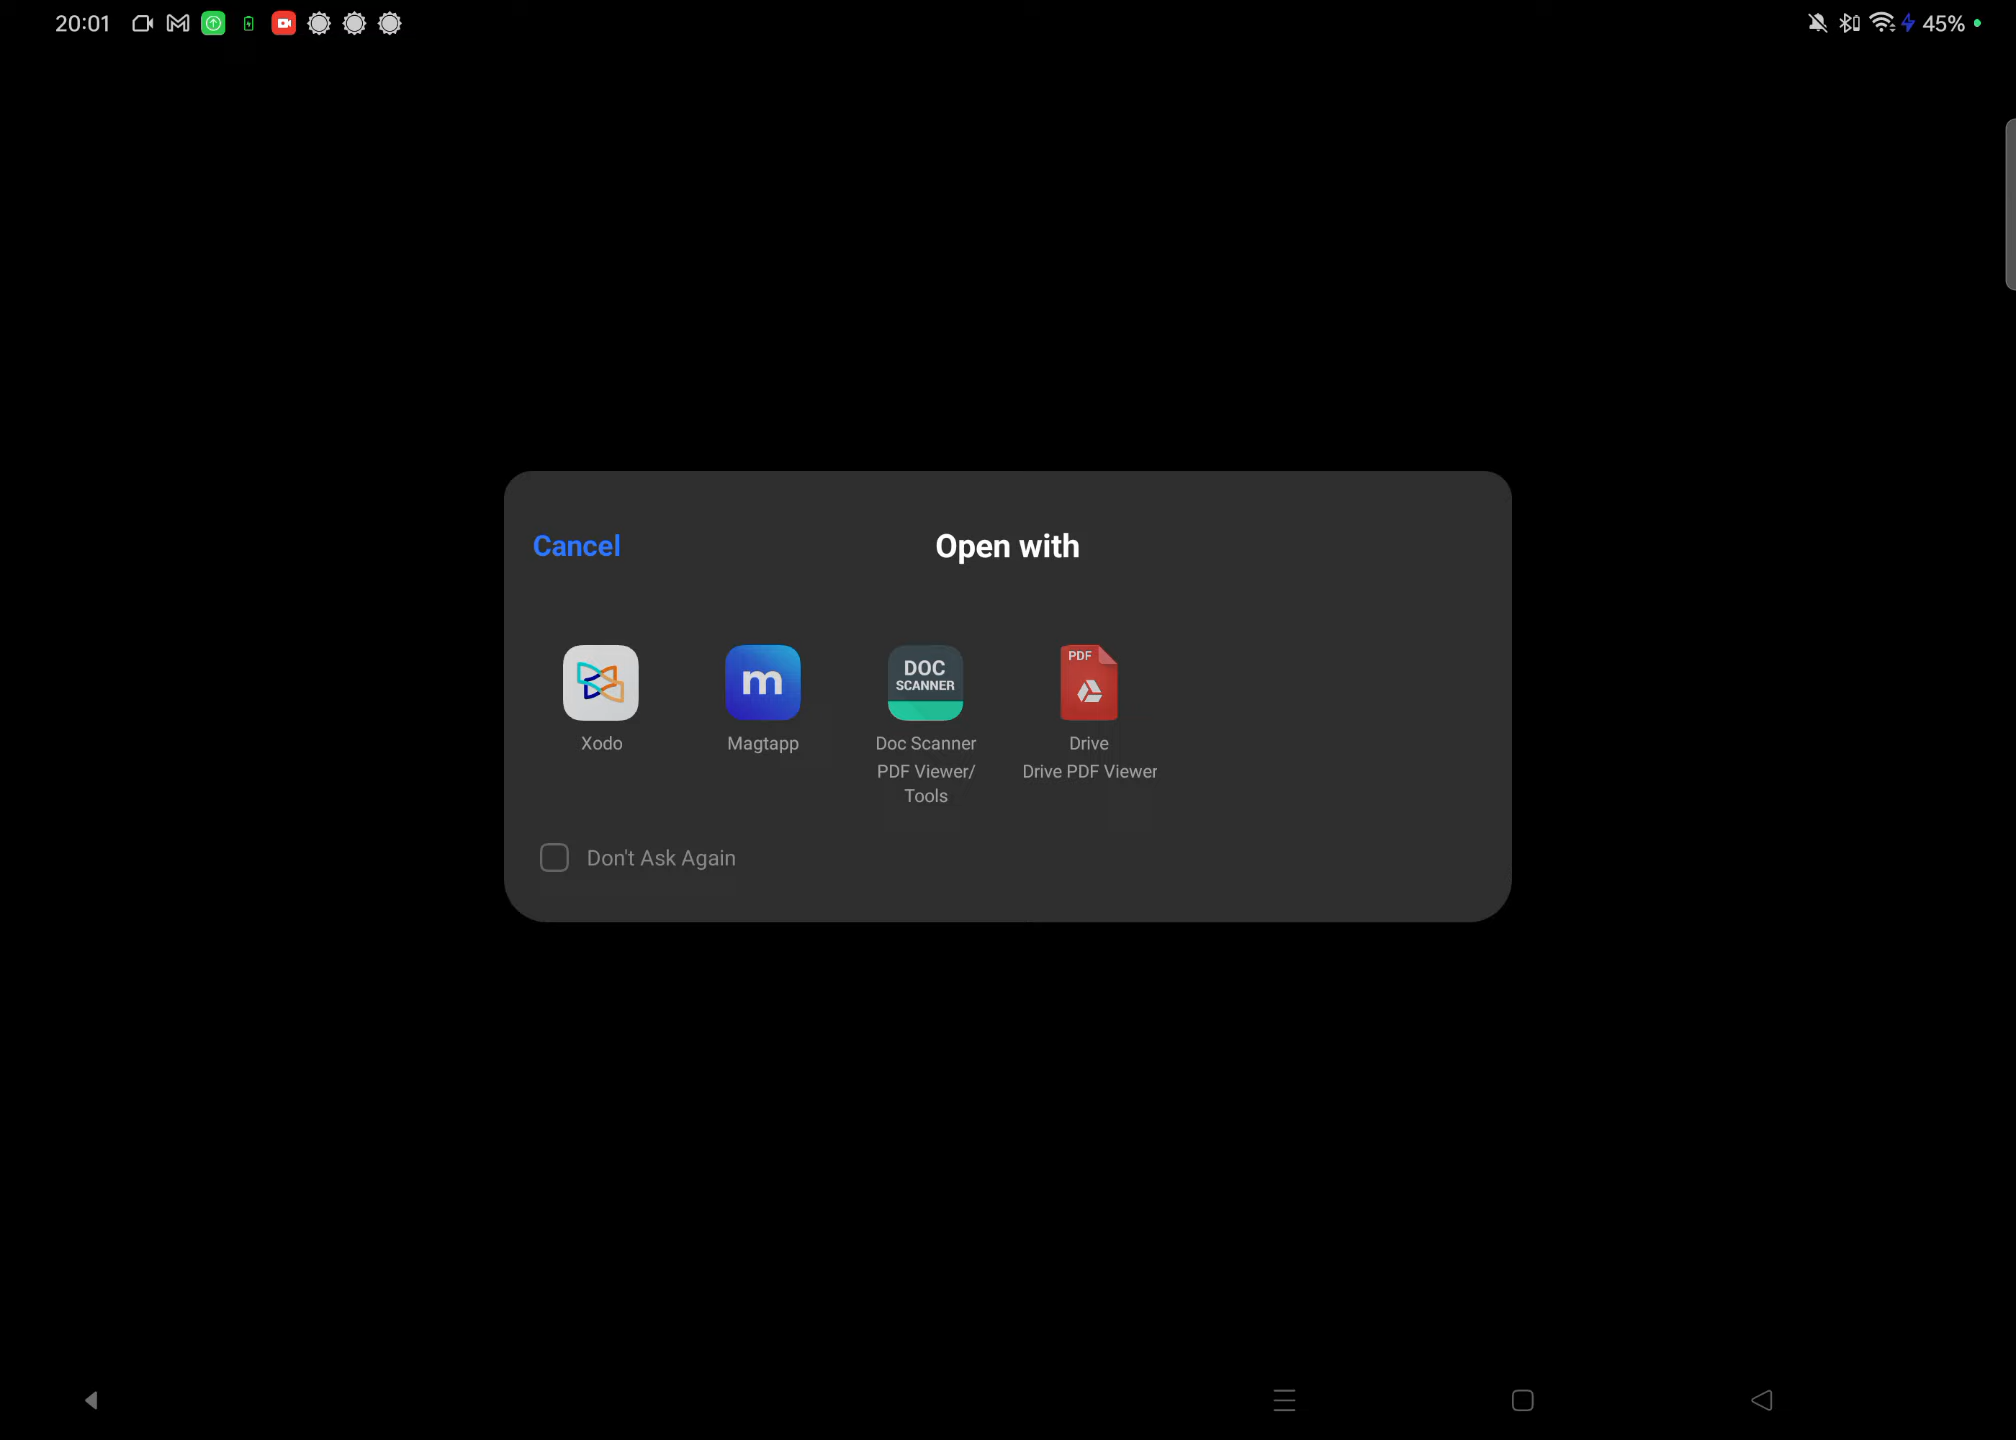 20:01
45%
Cancel
Open with
m
DOC
SCANNER
PDF
Xodo
Magtapp
Doc Scanner
PDF Viewer/
Tools
Drive
Drive PDF Viewer
Don't Ask Again